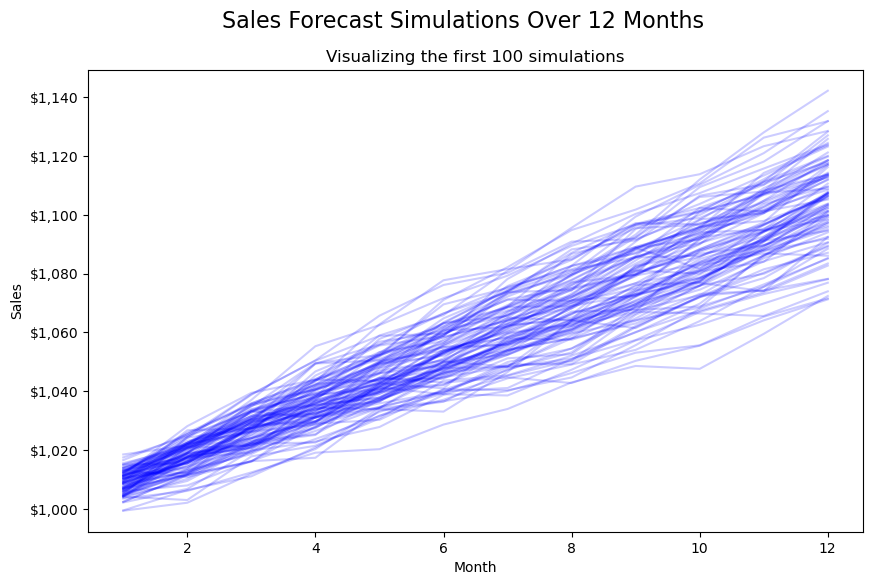 Sales Forecast Simulations Over 12 Months
Visualizing the first 100 simulations
$1,140
$1,120
$1,100
$1,080
$1,060
$1,040
$1,020
$1,000
Sales
2 4 6 8 10 12
Month